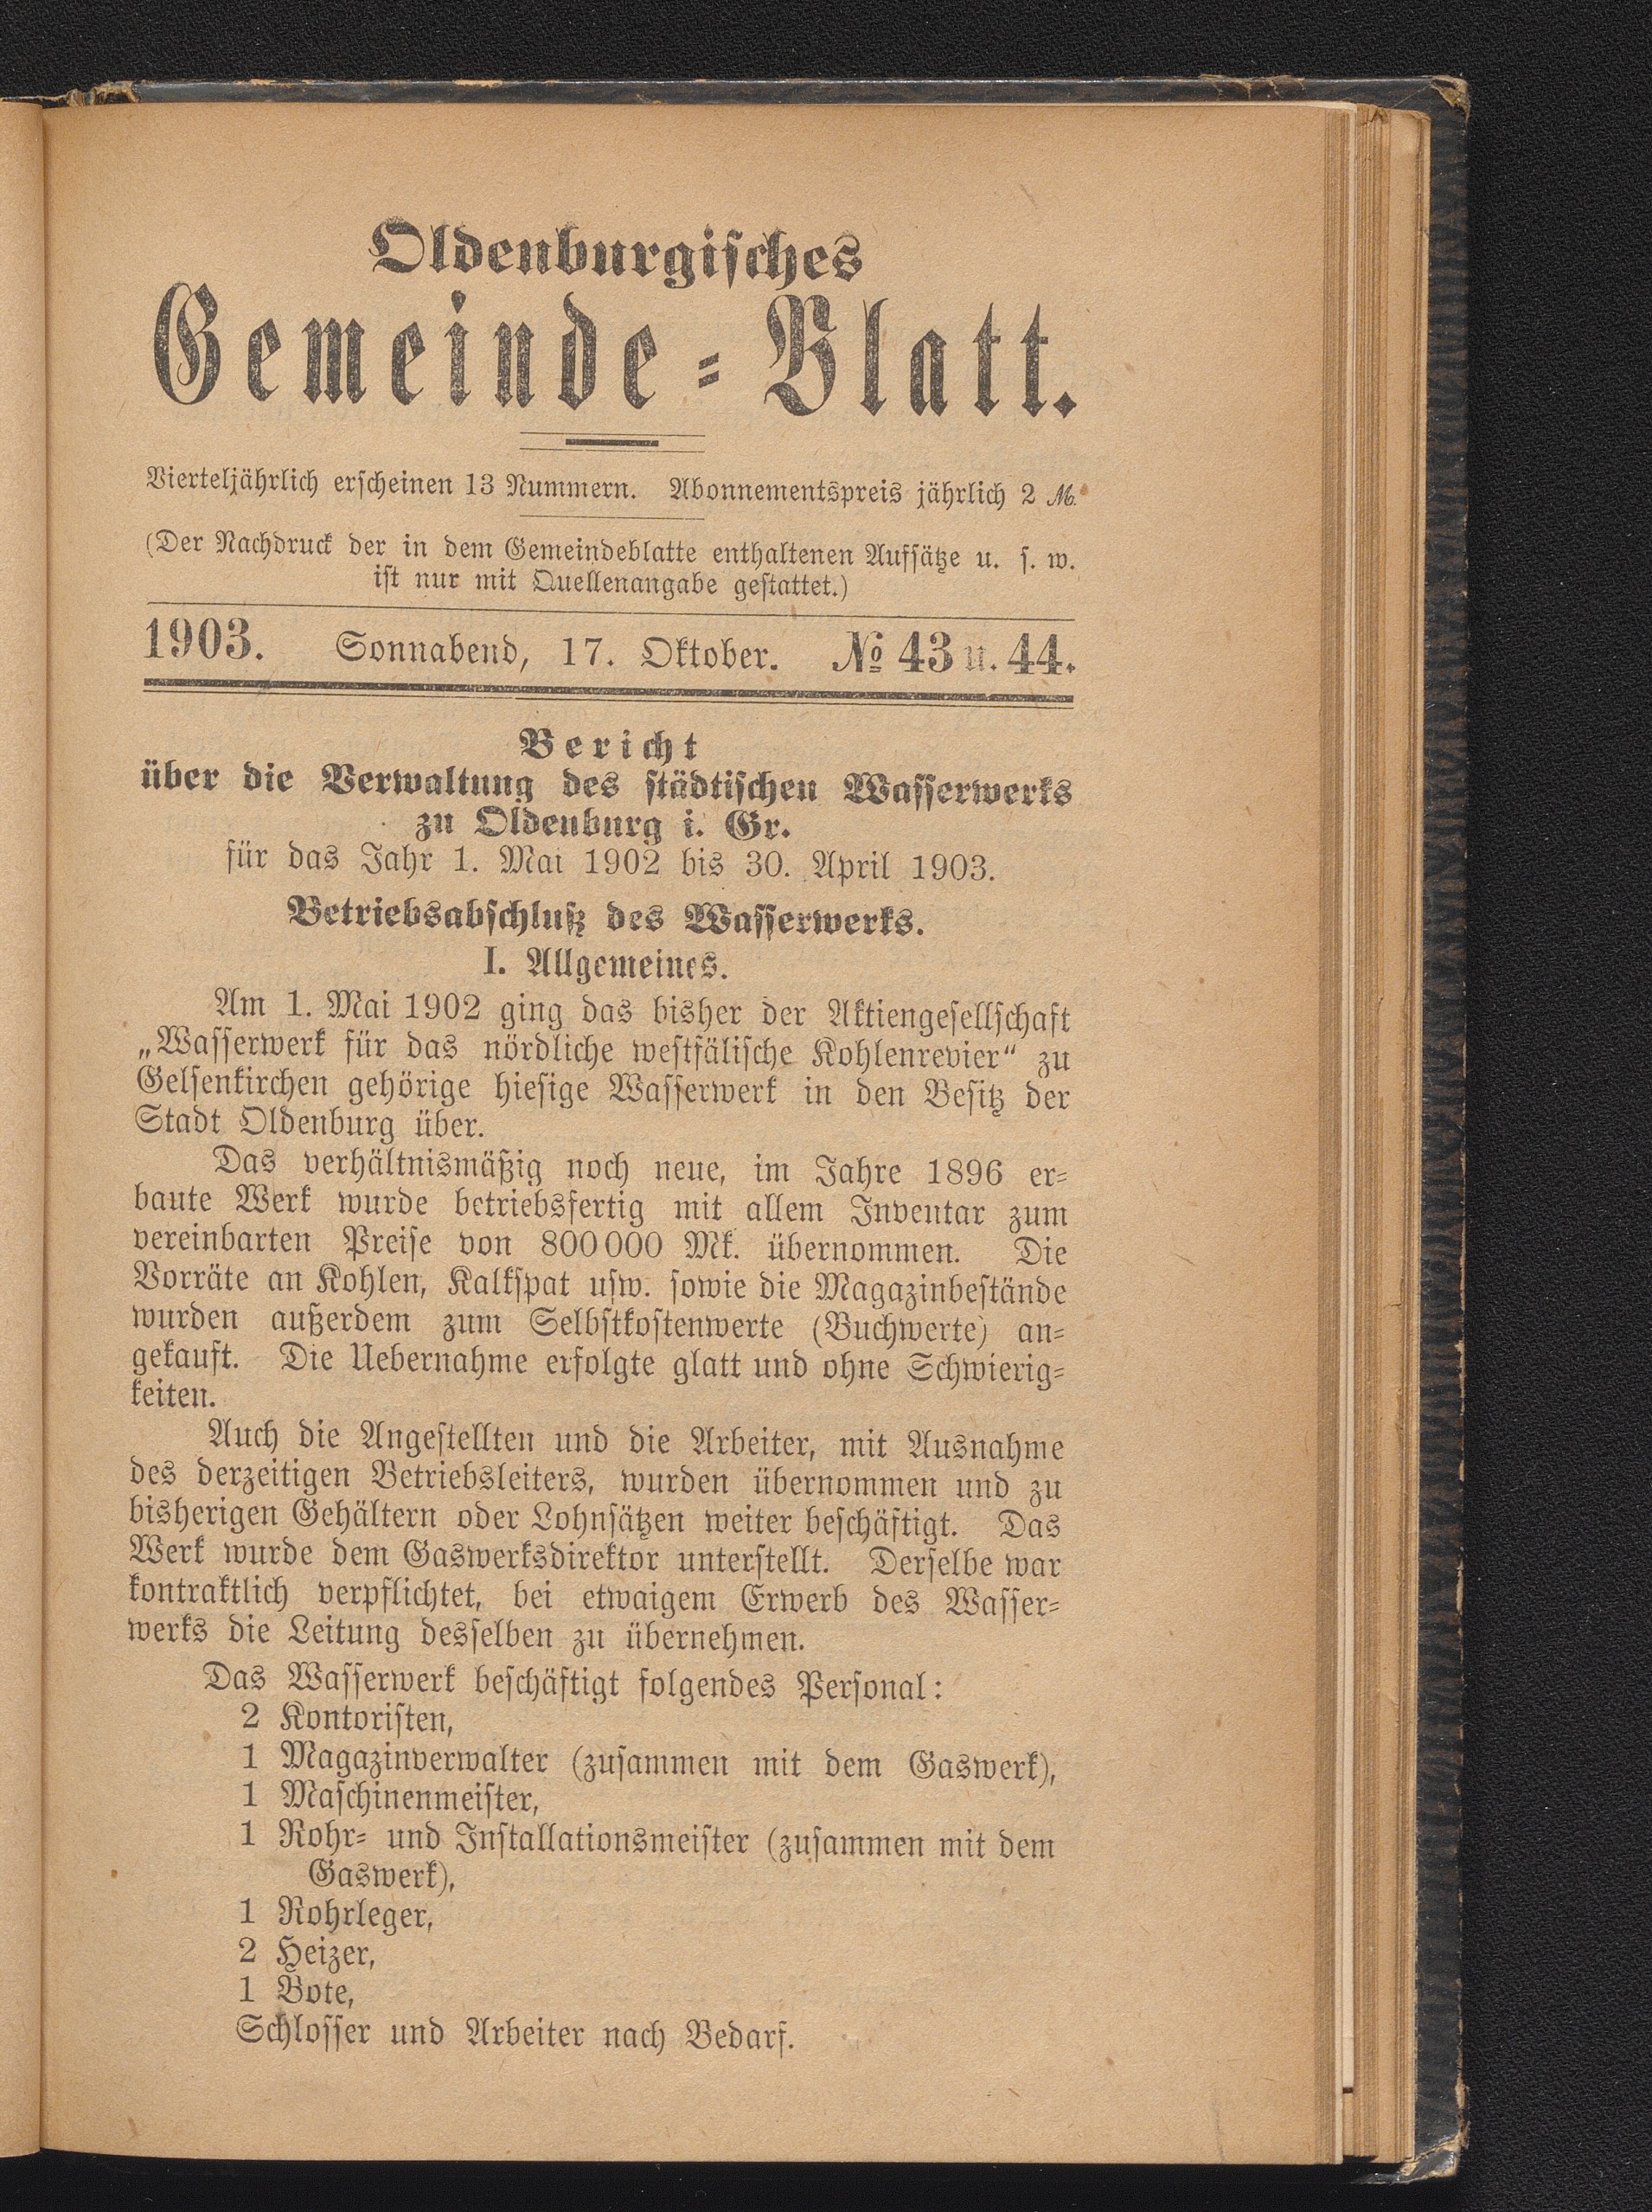 Oldenburgisches
Gemeinde-Blatt.
Vierteljährlich erscheinen 13 Nummern. Abonnementspreis jährlich 2 M.
(Der Nachdruck der in dem Gemeindeblatte enthaltenen Aufsätze u. s. w.
ist nur mit Quellenangabe gestattet.)
1903. Sonnabend, 17. Oktober. № 43 u. 44.
Bericht
über die Verwaltung des städtischen Wasserwerks
zu Oldenburg i. Gr.
für das Jahr 1. Mai 1902 bis 30. April 1903.
Betriebsabschluß des Wasserwerks.
I. Allgemeines.
Am 1. Mai 1902 ging das bisher der Aktiengesellschaft
„Wasserwerk für das nördliche westfälische Kohlenrevier“ zu
Gelsenkirchen gehörige hiesige Wasserwerk in den Besitz der
Stadt Oldenburg über.
Das verhältnismäßig noch neue, im Jahre 1896 er-
baute Werk wurde betriebsfertig mit allem Inventar zum
vereinbarten Preise von 800000 Mk. übernommen. Die
Vorräte an Kohlen, Kalkspat usw. sowie die Magazinbestände
wurden außerdem zum Selbstkostenwerte (Buchwerte) an-
gekauft. Die Uebernahme erfolgte glatt und ohne Schwierig-
keiten.
Auch die Angestellten und die Arbeiter, mit Ausnahme
des derzeitigen Betriebsleiters, wurden übernommen und zu
bisherigen Gehältern oder Lohnsätzen weiter beschäftigt. Das
Werk wurde dem Gaswerksdirektor unterstellt. Derselbe war
kontraktlich verpflichtet, bei etwaigem Erwerb des Wasser-
werks die Leitung desselben zu übernehmen.
Das Wasserwerk beschäftigt folgendes Personal:
2 Kontoristen,
1 Magazinverwalter (zusammen mit dem Gaswerk),
1 Maschinenmeister,
1 Rohr- und Installationsmeister (zusammen mit dem
Gaswerk),
1 Rohrleger,
2 Heizer,
1 Bote,
Schlosser und Arbeiter nach Bedarf.